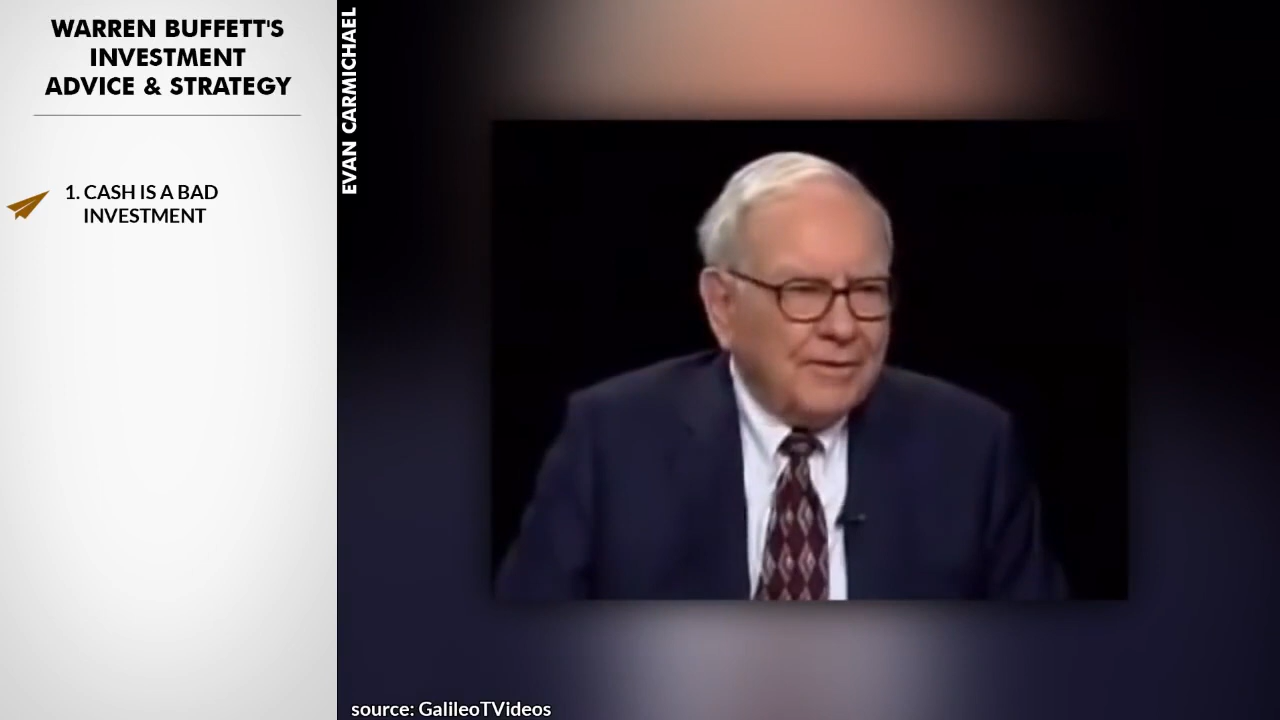 WARREN BUFFETT'S
INVESTMENT
ADVICE & STRATEGY
1. CASH IS A BAD
INVESTMENT
EVAN CARMICHAEL
source: GalileoTVideos